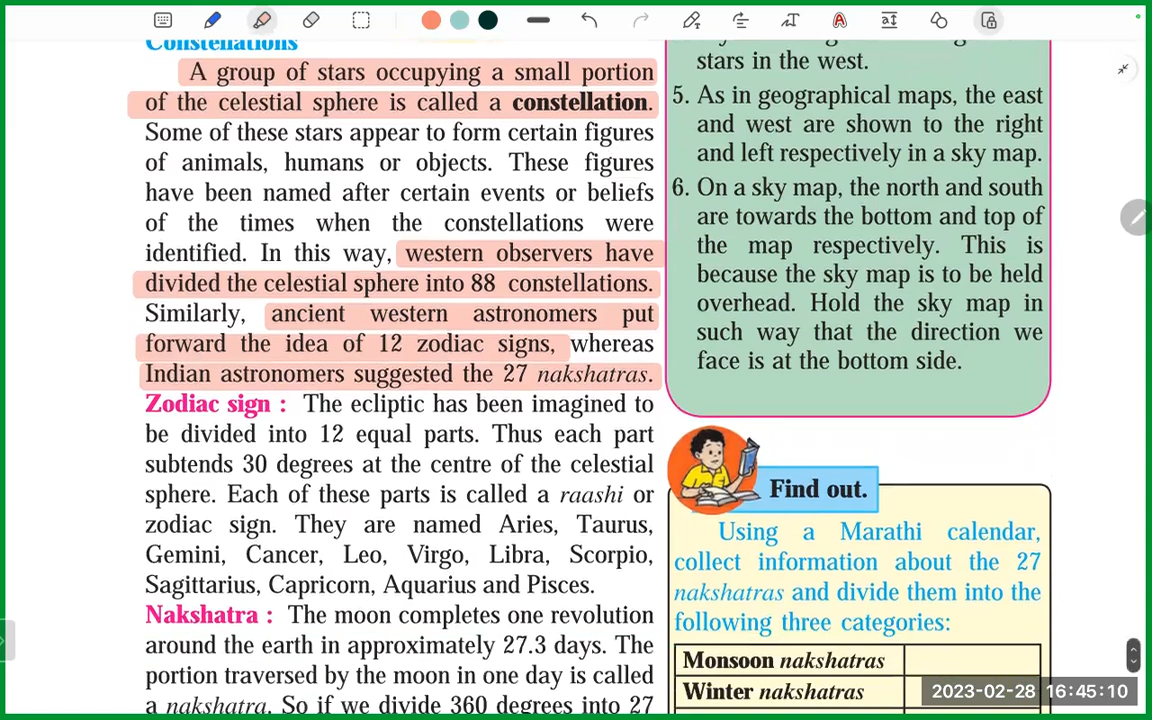 Constellations
A group of stars occupying a small portion
of the celestial sphere is called a constellation.
Some of these stars appear to form certain figures
of animals, humans or objects. These figures
have been named after certain events or beliefs
of the times when the constellations were
identified. In this way, western observers have
divided the celestial sphere into 88 constellations.
Similarly, ancient western astronomers put
forward the idea of 12 zodiac signs, whereas
Indian astronomers suggested the 27 nakshatras.
Zodiac sign : The ecliptic has been imagined to
be divided into 12 equal parts. Thus each part
subtends 30 degrees at the centre of the celestial
sphere. Each of these parts is called a raashi or
zodiac sign. They are named Aries, Taurus,
Gemini, Cancer, Leo, Virgo, Libra, Scorpio,
Sagittarius, Capricorn, Aquarius and Pisces.
Nakshatra : The moon completes one revolution
around the earth in approximately 27.3 days. The
portion traversed by the moon in one day is called
a nakshatra. So if we divide 360 degrees into 27
stars in the west.
5. As in geographical maps, the east
and west are shown to the right
and left respectively in a sky map.
6. On a sky map, the north and south
are towards the bottom and top of
the map respectively. This is
because the sky map is to be held
overhead. Hold the sky map in
such way that the direction we
face is at the bottom side.
Find out.
Using a Marathi calendar,
collect information about the 27
nakshatras and divide them into the
following three categories:
Monsoon nakshatras
Winter nakshatras
2023-02-28 16:45:10